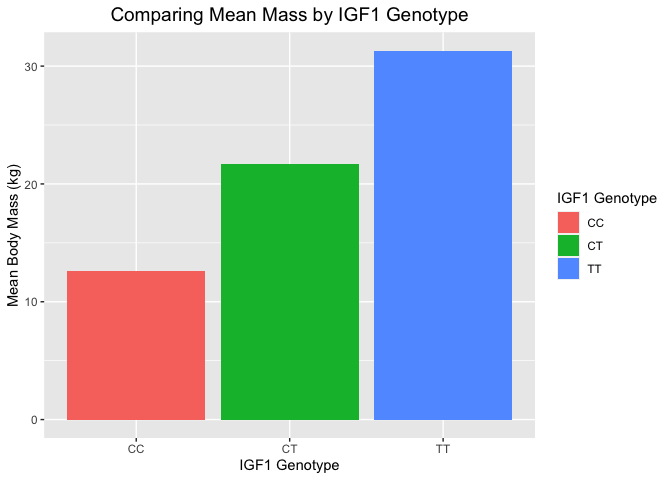 Comparing Mean Mass by IGF1 Genotype
Mean Body Mass (kg)
30
20
10
0
CC
CT
TT
IGF1 Genotype
IGF1 Genotype
CC
CT
TT